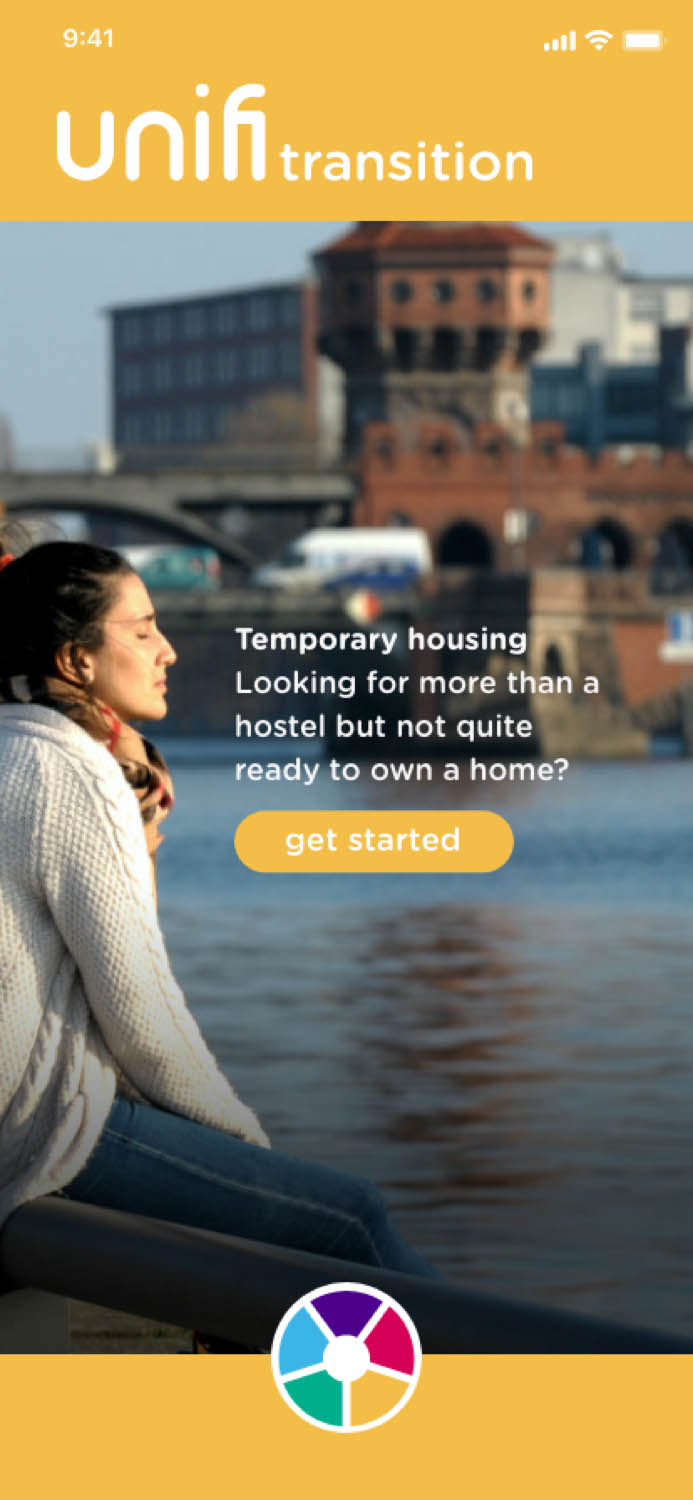 9:41
unifi transition
Temporary housing
Looking for more than a
hostel but not quite
ready to own a home?
get started